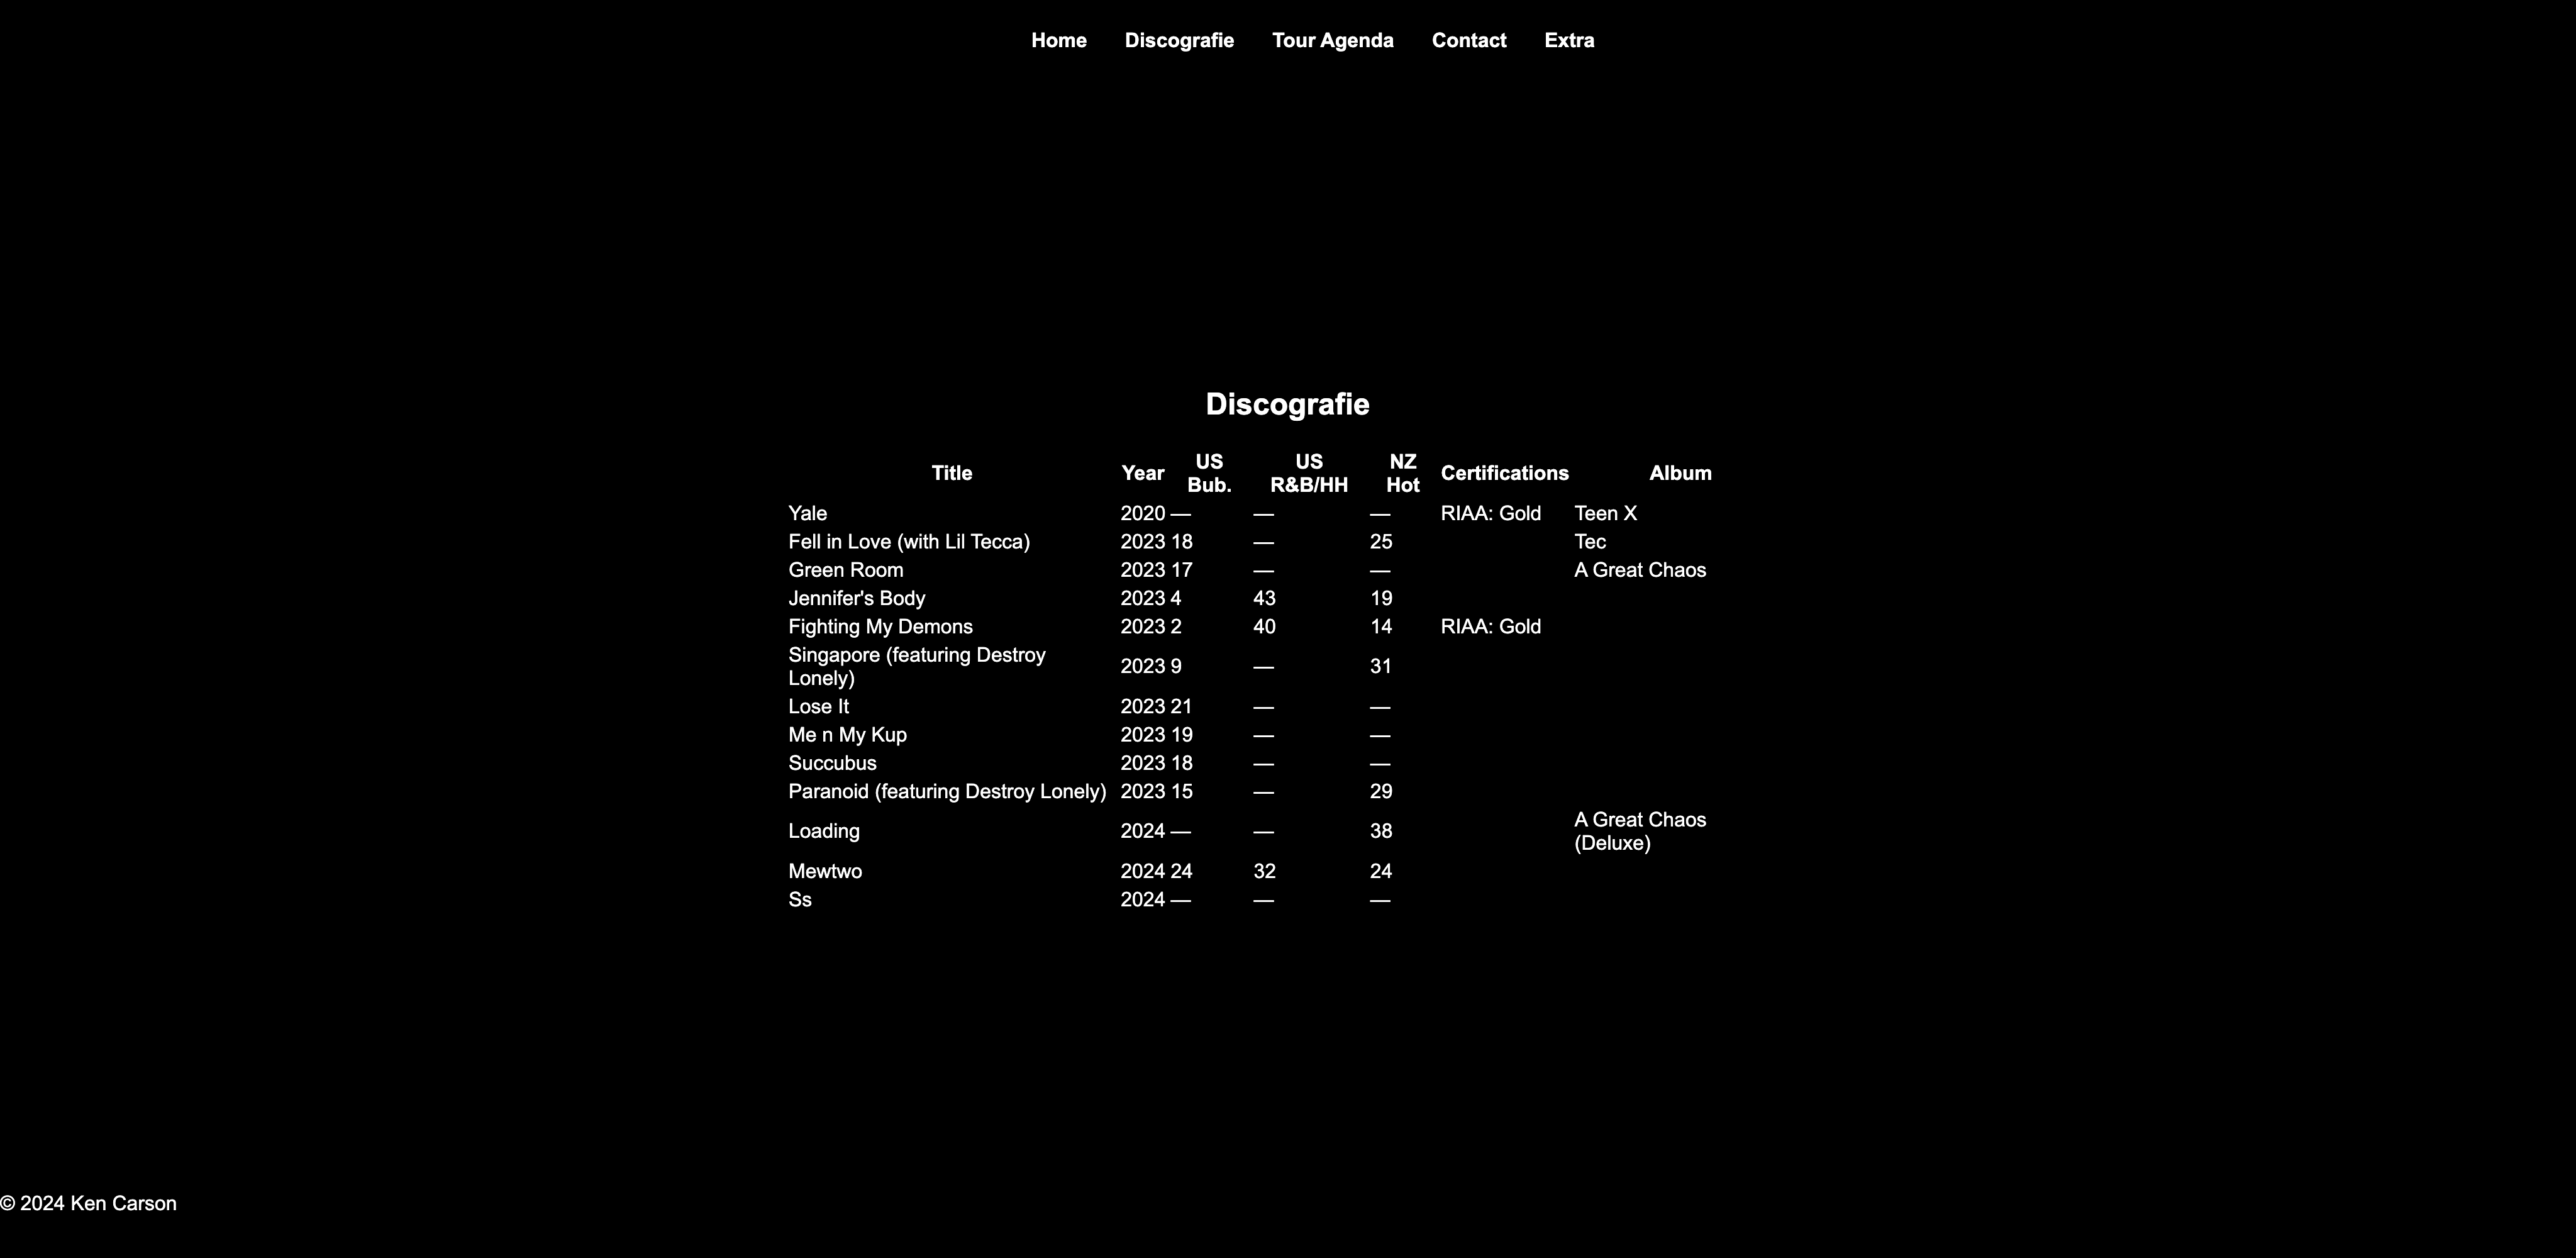 Home Discografie Tour Agenda Contact Extra
Discografie
Title Year US Bub. US R&B/HH NZ Hot Certifications Album
Yale 2020 — — — RIAA: Gold Teen X
Fell in Love (with Lil Tecca) 2023 18 — 25 Tec
Green Room 2023 17 — — A Great Chaos
Jennifer's Body 2023 4 43 19
Fighting My Demons 2023 2 40 14 RIAA: Gold
Singapore (featuring Destroy Lonely) 2023 9 — 31
Lose It 2023 21 — —
Me n My Kup 2023 19 — —
Succubus 2023 18 — —
Paranoid (featuring Destroy Lonely) 2023 15 — 29
Loading 2024 — — 38 A Great Chaos (Deluxe)
Mewtwo 2024 24 32 24
Ss 2024 — — —
© 2024 Ken Carson